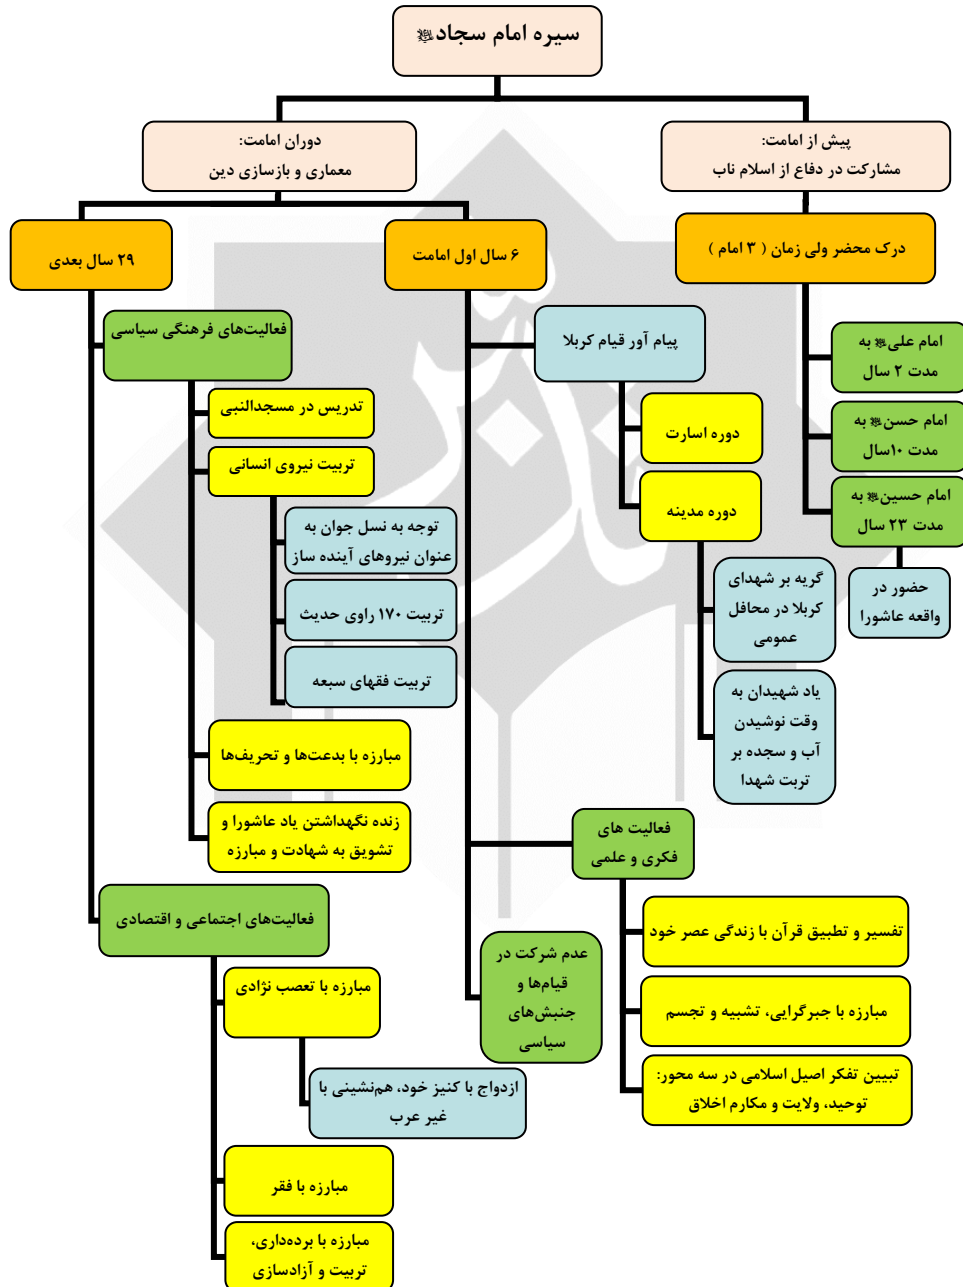 سیره امام سجاد
پیش از امامت:
مشارکت در دفاع از اسلام ناب
درک محضر ولی زمان ( ۳ امام )
امام علی به
مدت ۲ سال
امام حسن به
مدت ۱۰سال
امام حسین به
مدت ۲۳ سال
حضور در
واقعه عاشورا
دوران امامت:
معماری و بازسازی دین
۶ سال اول امامت
پیام آور قیام کربلا
دوره اسارت
دوره مدینه
گریه بر شهدای
کربلا در محافل
عمومی
یاد شهیدان به
وقت نوشیدن
آب و سجده بر
تربت شهدا
فعالیت های
فکری و علمی
تفسیر و تطبیق قرآن با زندگی عصر خود
مبارزه با جبرگرایی، تشبیه و تجسم
تبیین تفکر اصیل اسلامی در سه محور:
توحید، ولایت و مکارم اخلاق
عدم شرکت در
قیام‌ها و
جنبش‌های
سیاسی
۲۹ سال بعدی
فعالیت‌های فرهنگی سیاسی
تدریس در مسجدالنبی
تربیت نیروی انسانی
توجه به نسل جوان به
عنوان نیروهای آینده ساز
تربیت ۱۷۰ راوی حدیث
تربیت فقهای سبعه
مبارزه با بدعت‌ها و تحریف‌ها
زنده نگهداشتن یاد عاشورا و
تشویق به شهادت و مبارزه
فعالیت‌های اجتماعی و اقتصادی
مبارزه با تعصب نژادی
ازدواج با کنیز خود، هم‌نشینی با
غیر عرب
مبارزه با فقر
مبارزه با برده‌داری،
تربیت و آزادسازی